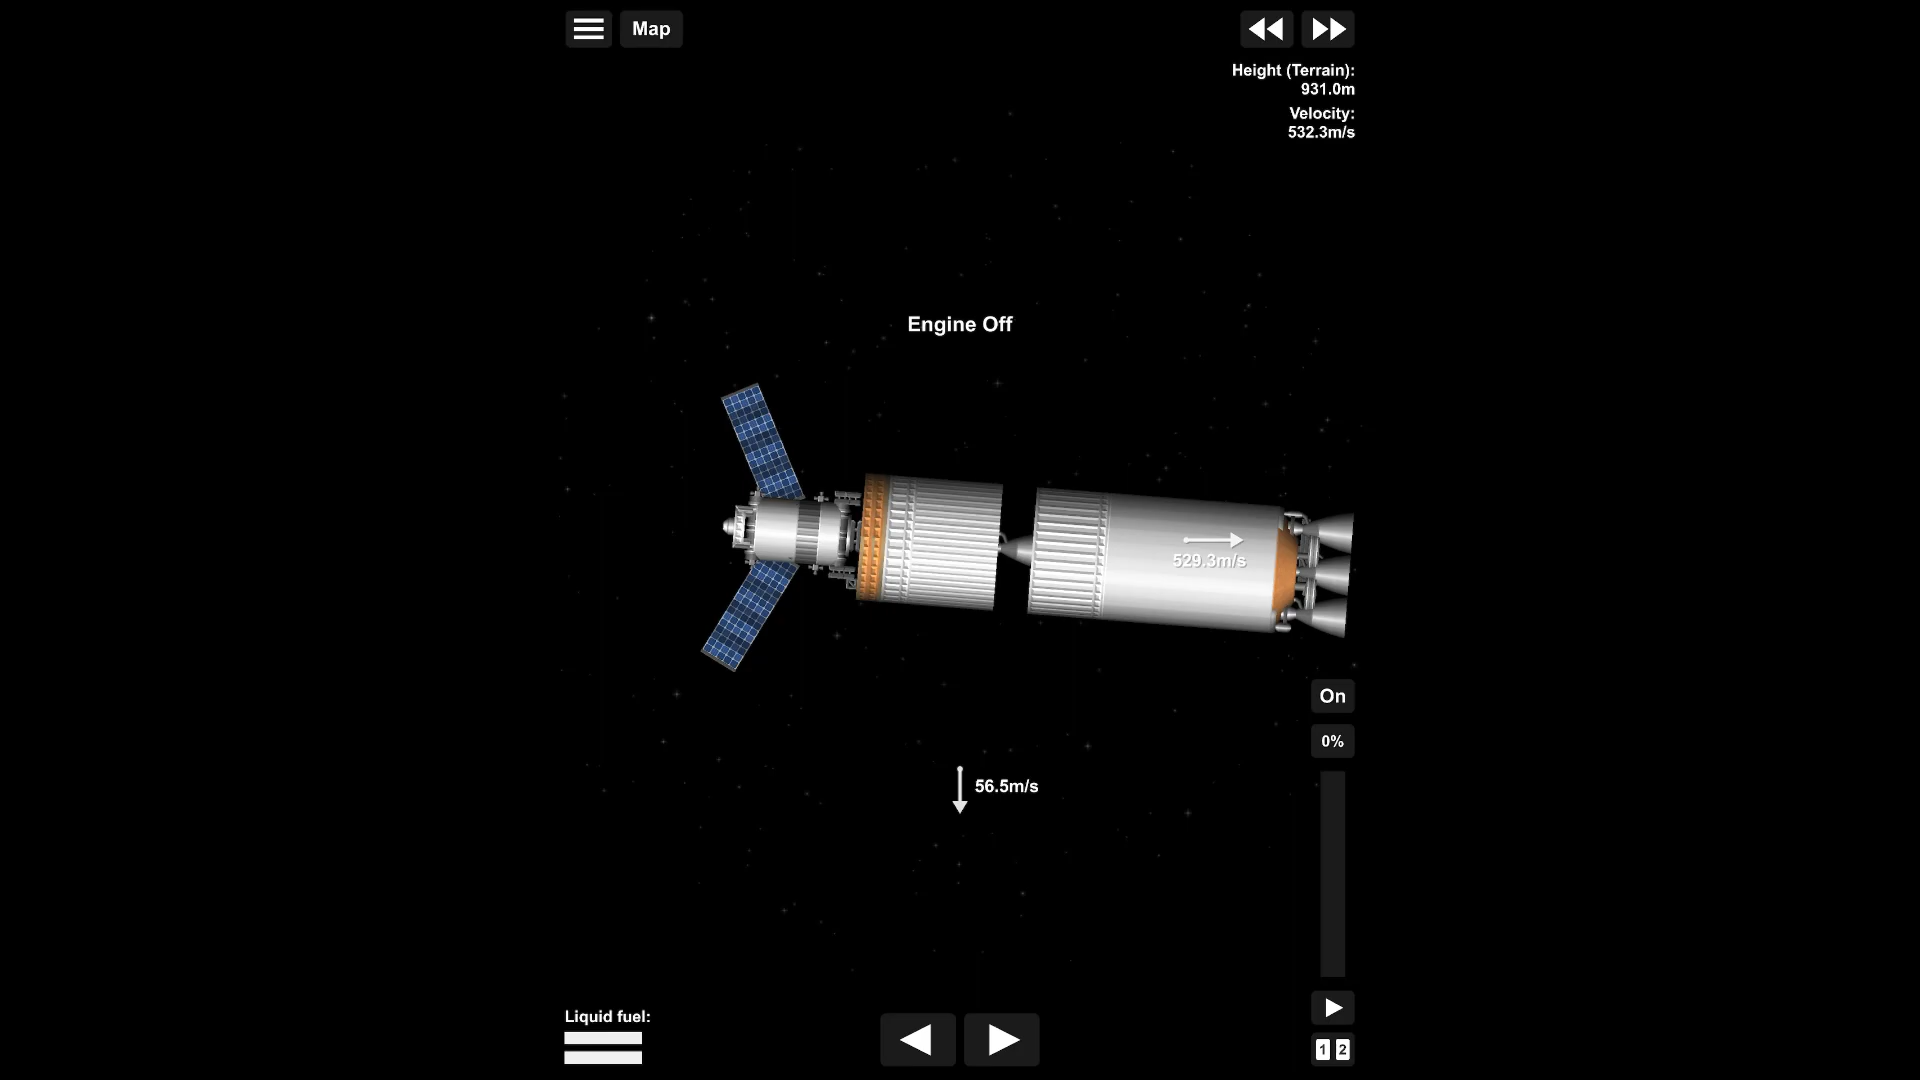 Map
Height (Terrain):
931.0m
Velocity:
532.3m/s
Engine Off
529.3m/s
On
0%
56.5m/s
Liquid fuel:
1 2